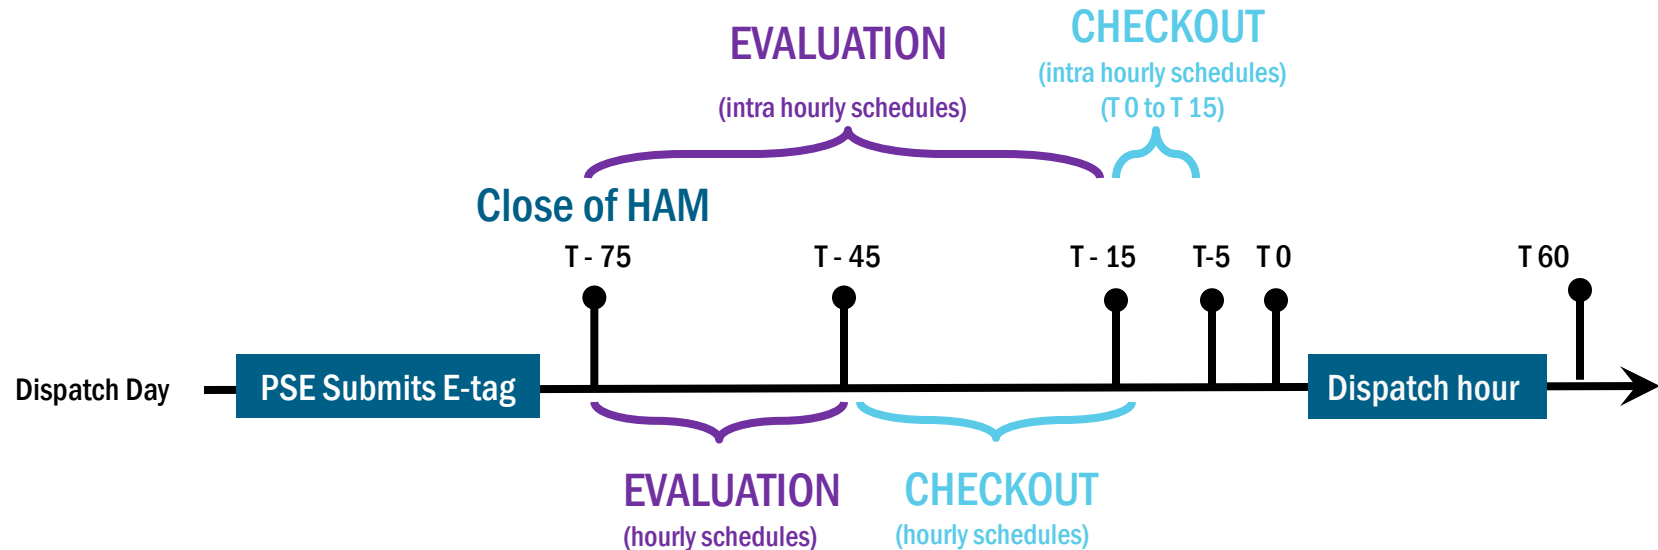 EVALUATION
(intra hourly schedules)
CHECKOUT
(intra hourly schedules)
(T 0 to T 15)
Close of HAM
T - 75
T - 45
T - 15
T-5
T 0
T 60
Dispatch Day
PSE Submits E-tag
Dispatch hour
EVALUATION
(hourly schedules)
CHECKOUT
(hourly schedules)